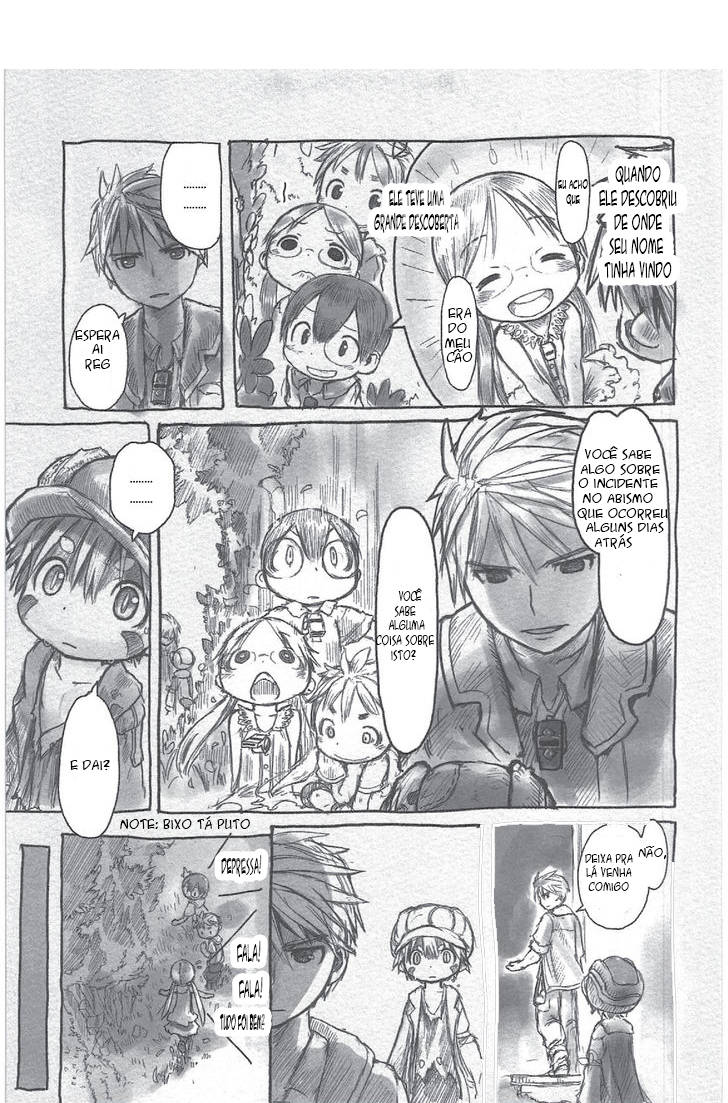 QUANDO
ELE DESCOBRIU
DE ONDE
SEU NOME
TINHA VINDO
EU ACHO
QUE
ERA
DO
MEU
CÃO
ELE TEVE UMA
GRANDE DESCOBERTA
........
........
ESPERA
AI
REG
VOCÊ SABE
ALGO SOBRE
O INCIDENTE
NO ABISMO
QUE OCORREU
ALGUNS DIAS
ATRÁS
VOCÊ
SABE
ALGUMA
COISA SOBRE
ISTO?
........
........
E DAI?
NOTE: BIXO TÁ PUTO
NÃO,
DEIXA PRA
LÁ VENHA
COMIGO
DEPRESSA!
FALA!
FALA!
TUDO FOI BEM?